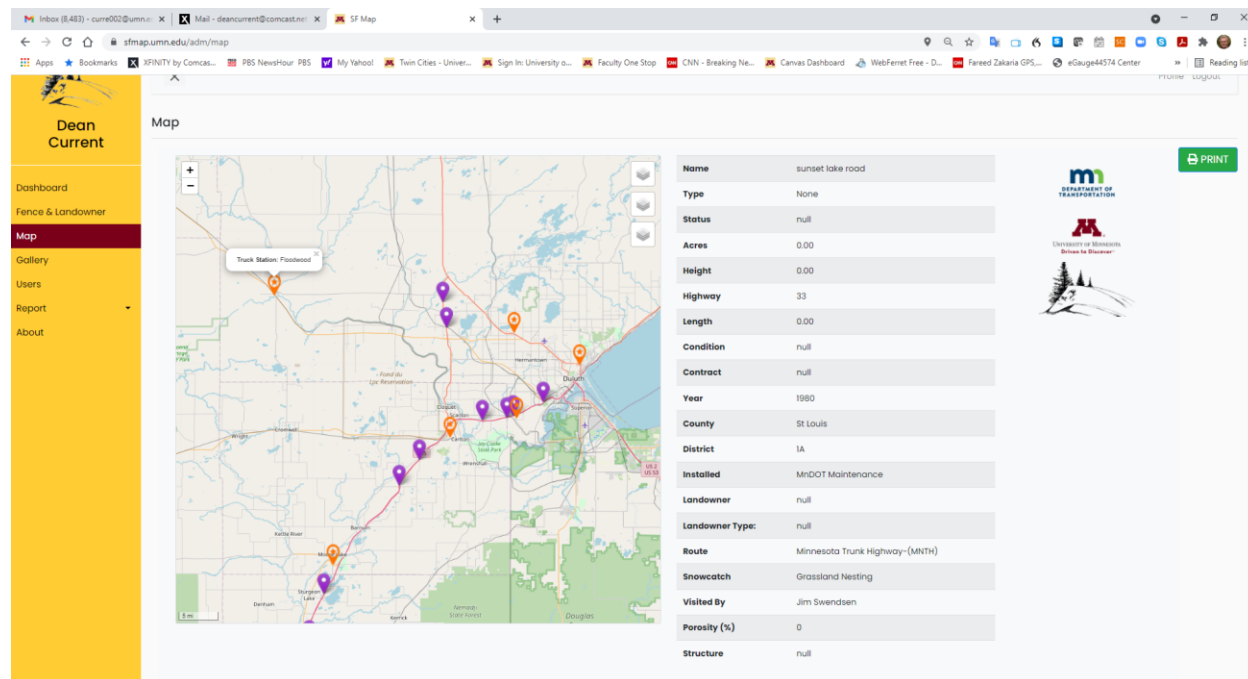 Inbox (8,483) - curre002@umn.e
Mail - deancurrent@comcast.net
SF Map
sfmap.umn.edu/adm/map
Apps
Bookmarks
XFINITY by Comcas...
PBS NewsHour PBS
My Yahoo!
Twin Cities - Univer...
Sign In: University o...
Faculty One Stop
CNN - Breaking Ne...
Canvas Dashboard
WebFerret Free - D...
Fareed Zakaria GPS,...
eGauge44574 Center
»
Reading list
Profile Logout
Dean
Current
Dashboard
Fence & Landowner
Map
Gallery
Users
Report
About
Map
PRINT
+
−
Truck Station: Floodwood
Hermantown
Duluth
Superior
Fond du
Lac Reservation
Cloquet
Scanlon
Carlton
Jay Cooke
State Park
Wrenshall
Wright
Cromwell
US 2
US 53
Barnum
Kettle River
Moose Lake
Sturgeon
Lake
Denham
Kerrick
Nemadji
State Forest
Douglas
5 mi
Name sunset lake road
Type None
Status null
Acres 0.00
Height 0.00
Highway 33
Length 0.00
Condition null
Contract null
Year 1980
County St Louis
District 1A
Installed MnDOT Maintenance
Landowner null
Landowner Type: null
Route Minnesota Trunk Highway-(MNTH)
Snowcatch Grassland Nesting
Visited By Jim Swendsen
Porosity (%) 0
Structure null
DEPARTMENT OF
TRANSPORTATION
UNIVERSITY OF MINNESOTA
Driven to Discover